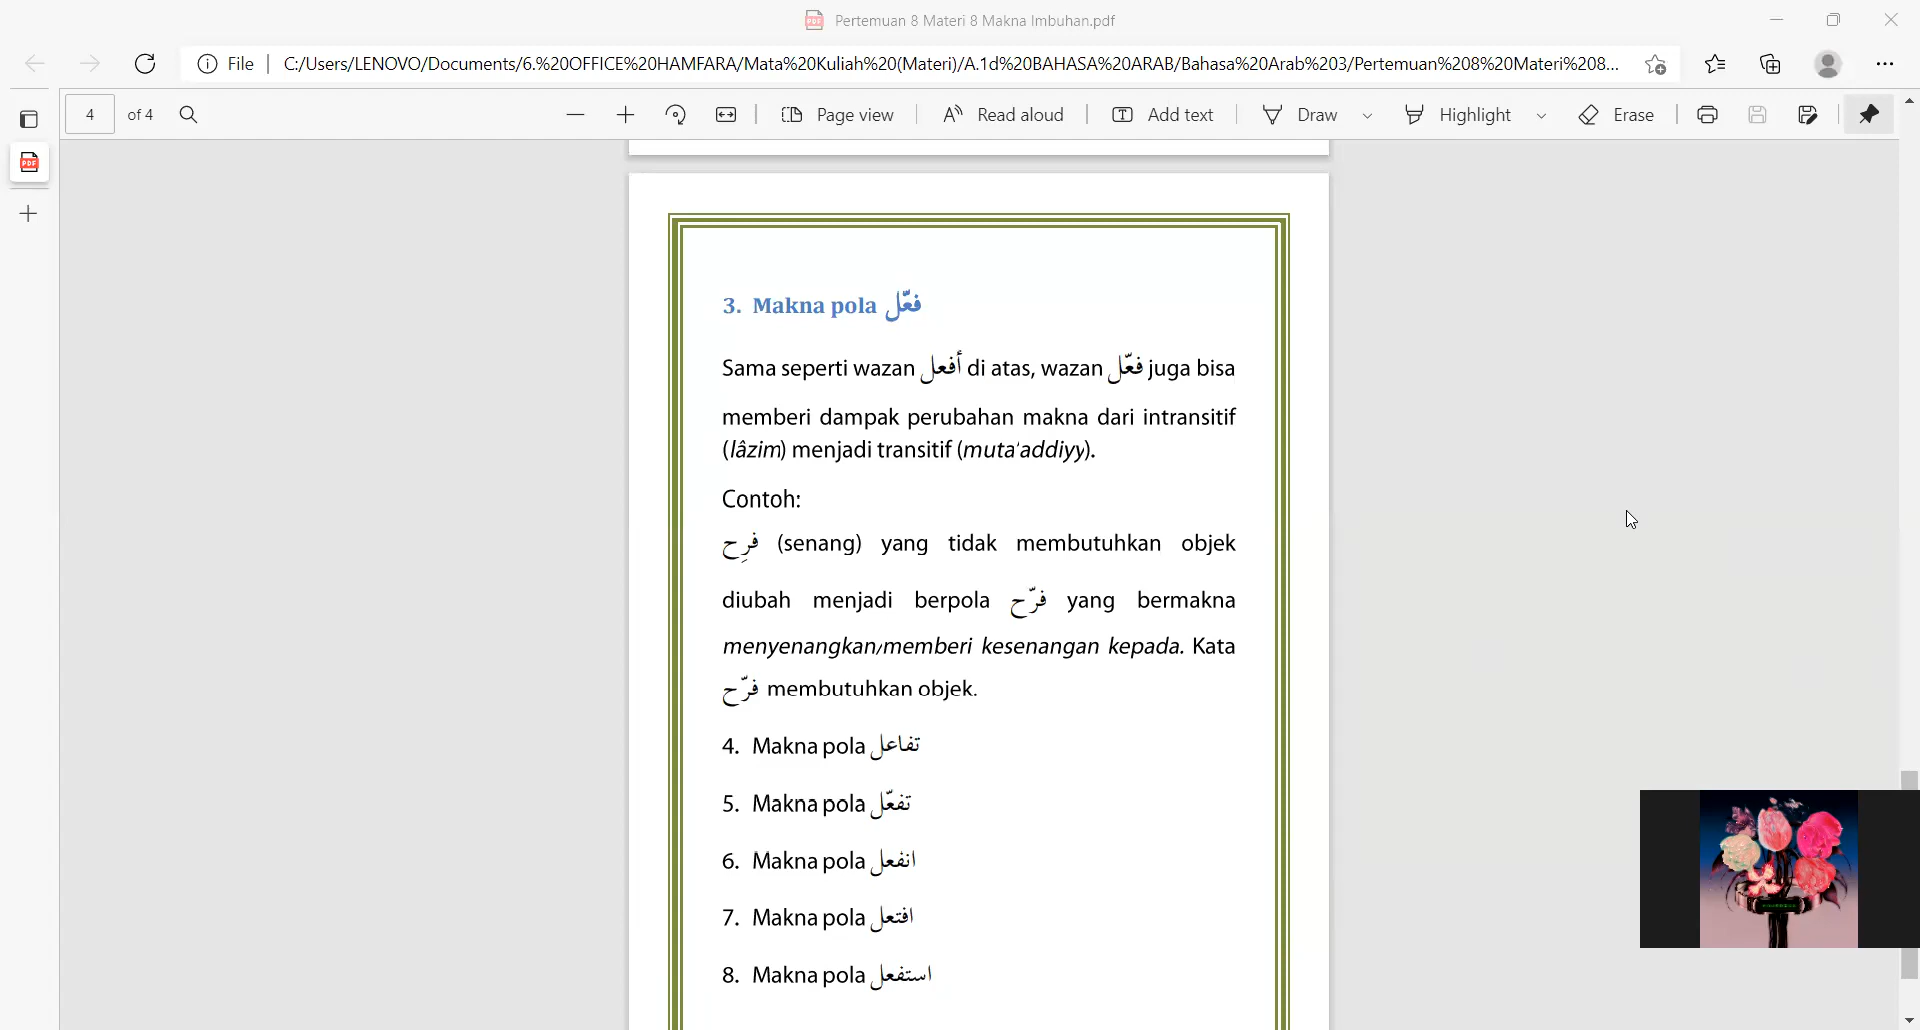 Pertemuan 8 Materi 8 Makna Imbuhan.pdf
File
C:/Users/LENOVO/Documents/6.%20OFFICE%20HAMFARA/Mata%20Kuliah%20(Materi)/A.1d%20BAHASA%20ARAB/Bahasa%20Arab%203/Pertemuan%208%20Materi%208...
4 of 4
Page view
Read aloud
Add text
Draw
Highlight
Erase
PDF
3. Makna pola فعّل
Sama seperti wazan أفعل di atas, wazan فعّل juga bisa
memberi dampak perubahan makna dari intransitif
(lâzim) menjadi transitif (muta'addiyy).
Contoh:
فرِح (senang) yang tidak membutuhkan objek
diubah menjadi berpola فرّح yang bermakna
menyenangkan/memberi kesenangan kepada. Kata
فرّح membutuhkan objek.
4. Makna pola تفاعل
5. Makna pola تفعّل
6. Makna pola انفعل
7. Makna pola افتعل
8. Makna pola استفعل